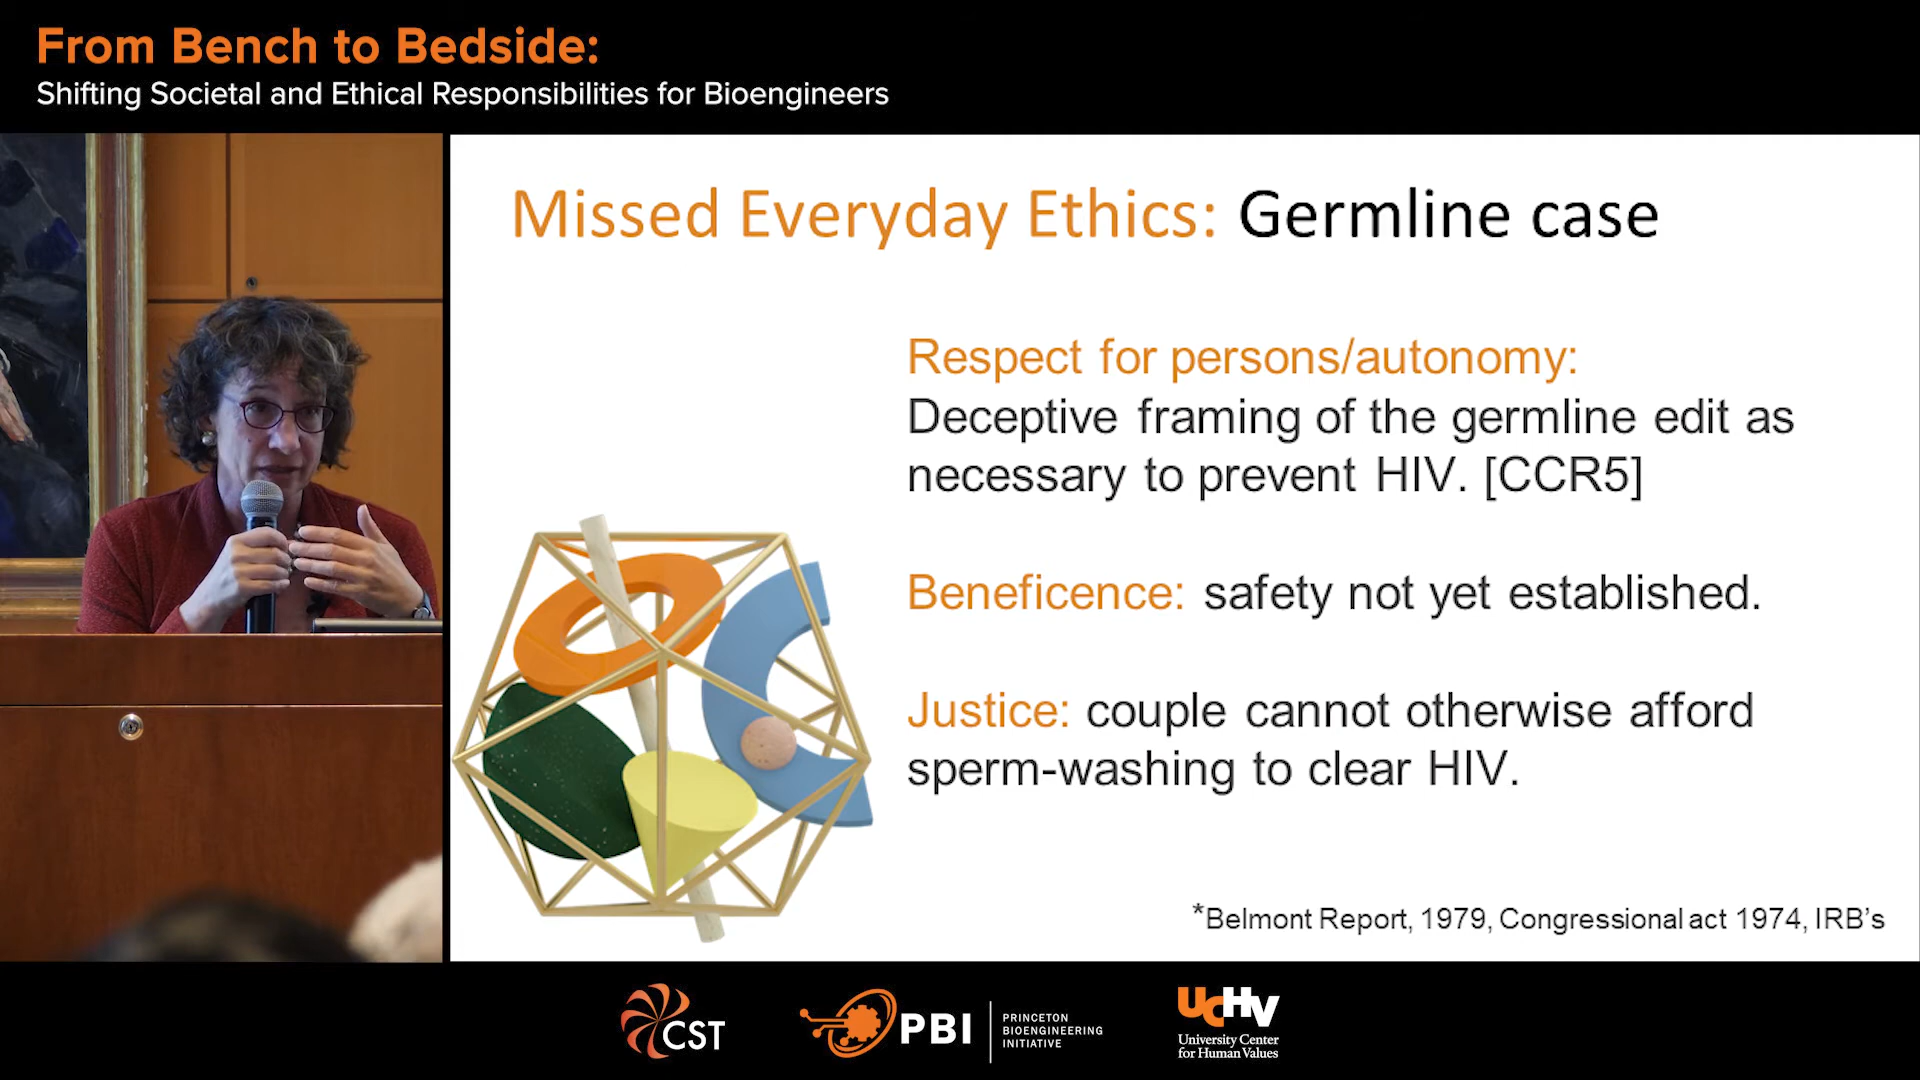 From Bench to Bedside:
Shifting Societal and Ethical Responsibilities for Bioengineers
Missed Everyday Ethics: Germline case
Respect for persons/autonomy:
Deceptive framing of the germline edit as
necessary to prevent HIV. [CCR5]
Beneficence: safety not yet established.
Justice: couple cannot otherwise afford
sperm-washing to clear HIV.
*Belmont Report, 1979, Congressional act 1974, IRB's
CST
PBI
PRINCETON
BIOENGINEERING
INITIATIVE
UCHV
University Center
for Human Values